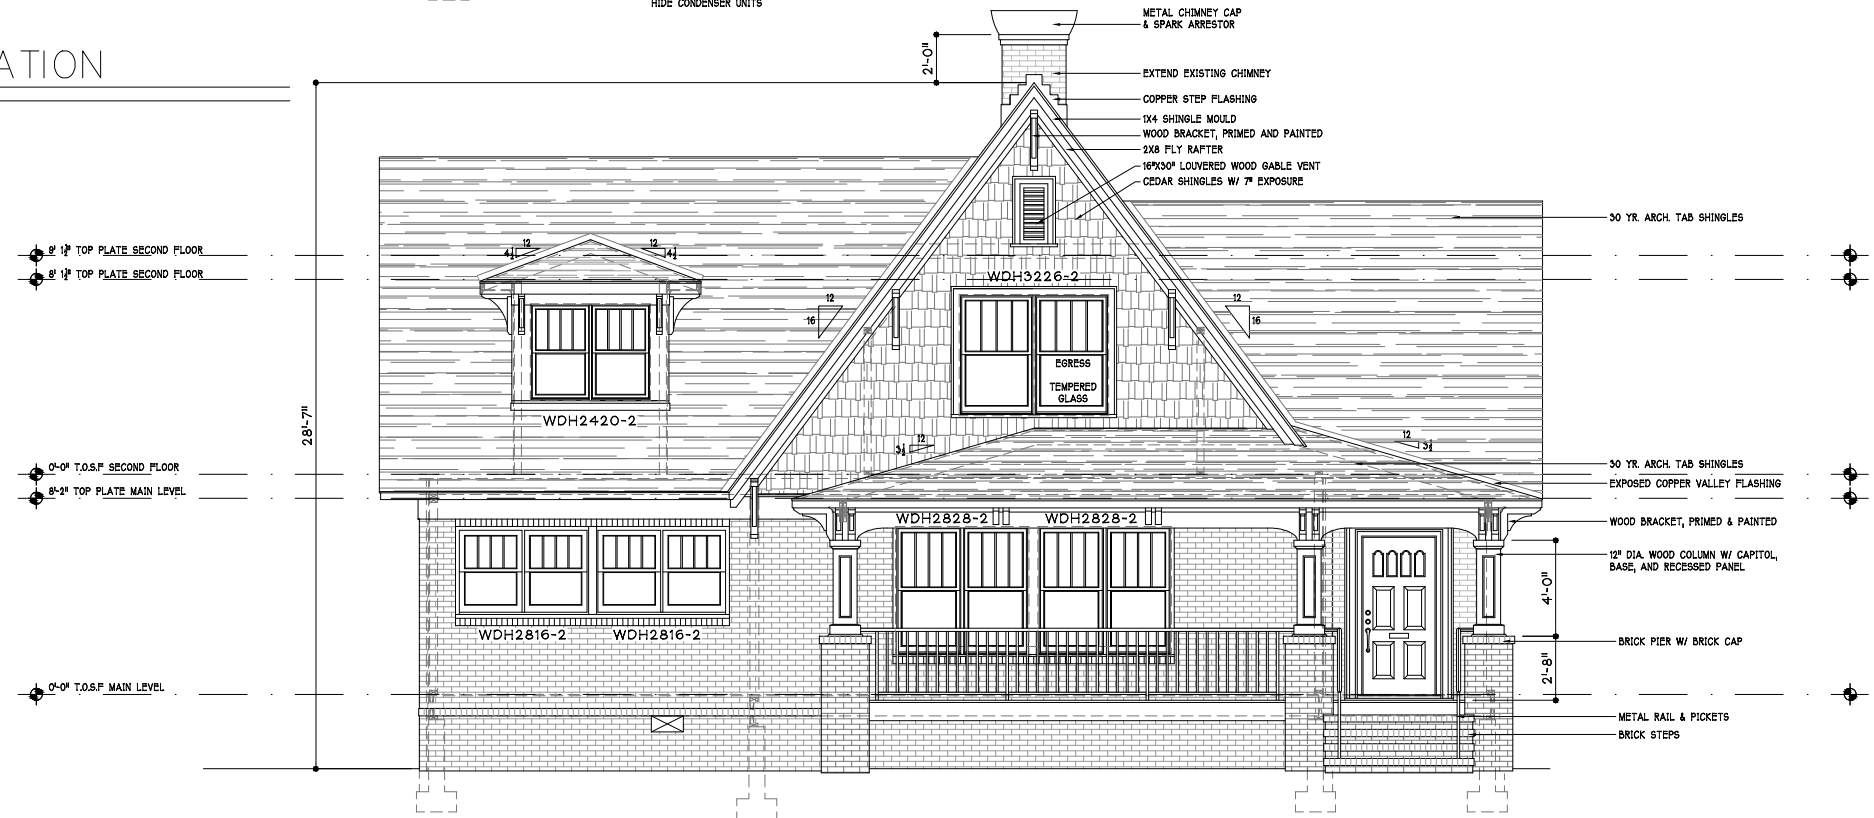 HIDE CONDENSER UNITS
ATION
METAL CHIMNEY CAP
& SPARK ARRESTOR
2'-0"
EXTEND EXISTING CHIMNEY
COPPER STEP FLASHING
1X4 SHINGLE MOULD
WOOD BRACKET, PRIMED AND PAINTED
2X8 FLY RAFTER
16"X30" LOUVERED WOOD GABLE VENT
CEDAR SHINGLES W/ 7" EXPOSURE
30 YR. ARCH. TAB SHINGLES
9' 1½" TOP PLATE SECOND FLOOR
8' 1½" TOP PLATE SECOND FLOOR
12
4½
12
4½
WDH3226-2
12
16
12
16
EGRESS
TEMPERED
GLASS
WDH2420-2
28'-7"
12
3½
12
3½
0'-0" T.O.S.F SECOND FLOOR
8'-2" TOP PLATE MAIN LEVEL
30 YR. ARCH. TAB SHINGLES
EXPOSED COPPER VALLEY FLASHING
WDH2828-2
WDH2828-2
WOOD BRACKET, PRIMED & PAINTED
12" DIA. WOOD COLUMN W/ CAPITOL,
BASE, AND RECESSED PANEL
4'-0"
WDH2816-2
WDH2816-2
BRICK PIER W/ BRICK CAP
2'-8"
0'-0" T.O.S.F MAIN LEVEL
METAL RAIL & PICKETS
BRICK STEPS